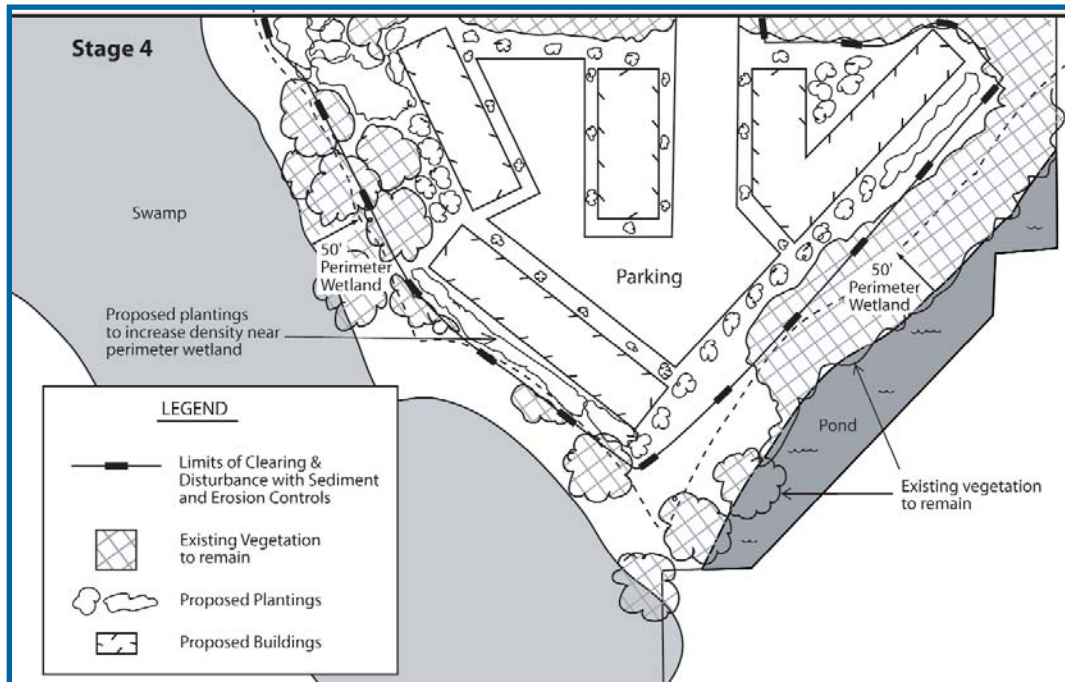 Stage 4
Swamp
50'
Perimeter
Wetland
Parking
50'
Perimeter
Wetland
Proposed plantings
to increase density near
perimeter wetland
Pond
Existing vegetation
to remain
LEGEND
Limits of Clearing &
Disturbance with Sediment
and Erosion Controls
Existing Vegetation
to remain
Proposed Plantings
Proposed Buildings